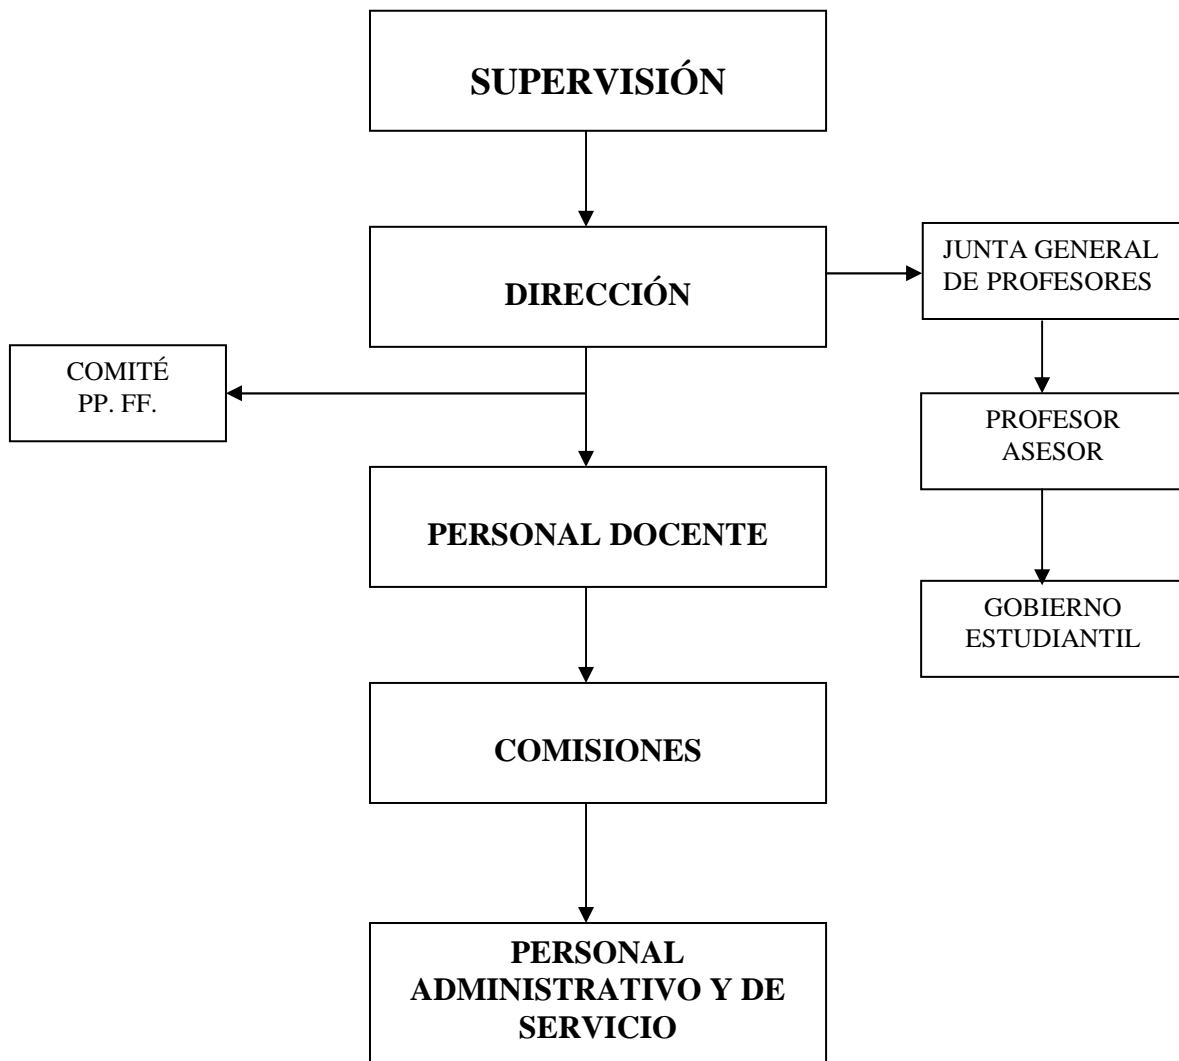 SUPERVISIÓN
DIRECCIÓN
JUNTA GENERAL
DE PROFESORES
COMITÉ
PP. FF.
PROFESOR
ASESOR
PERSONAL DOCENTE
GOBIERNO
ESTUDIANTIL
COMISIONES
PERSONAL
ADMINISTRATIVO Y DE
SERVICIO